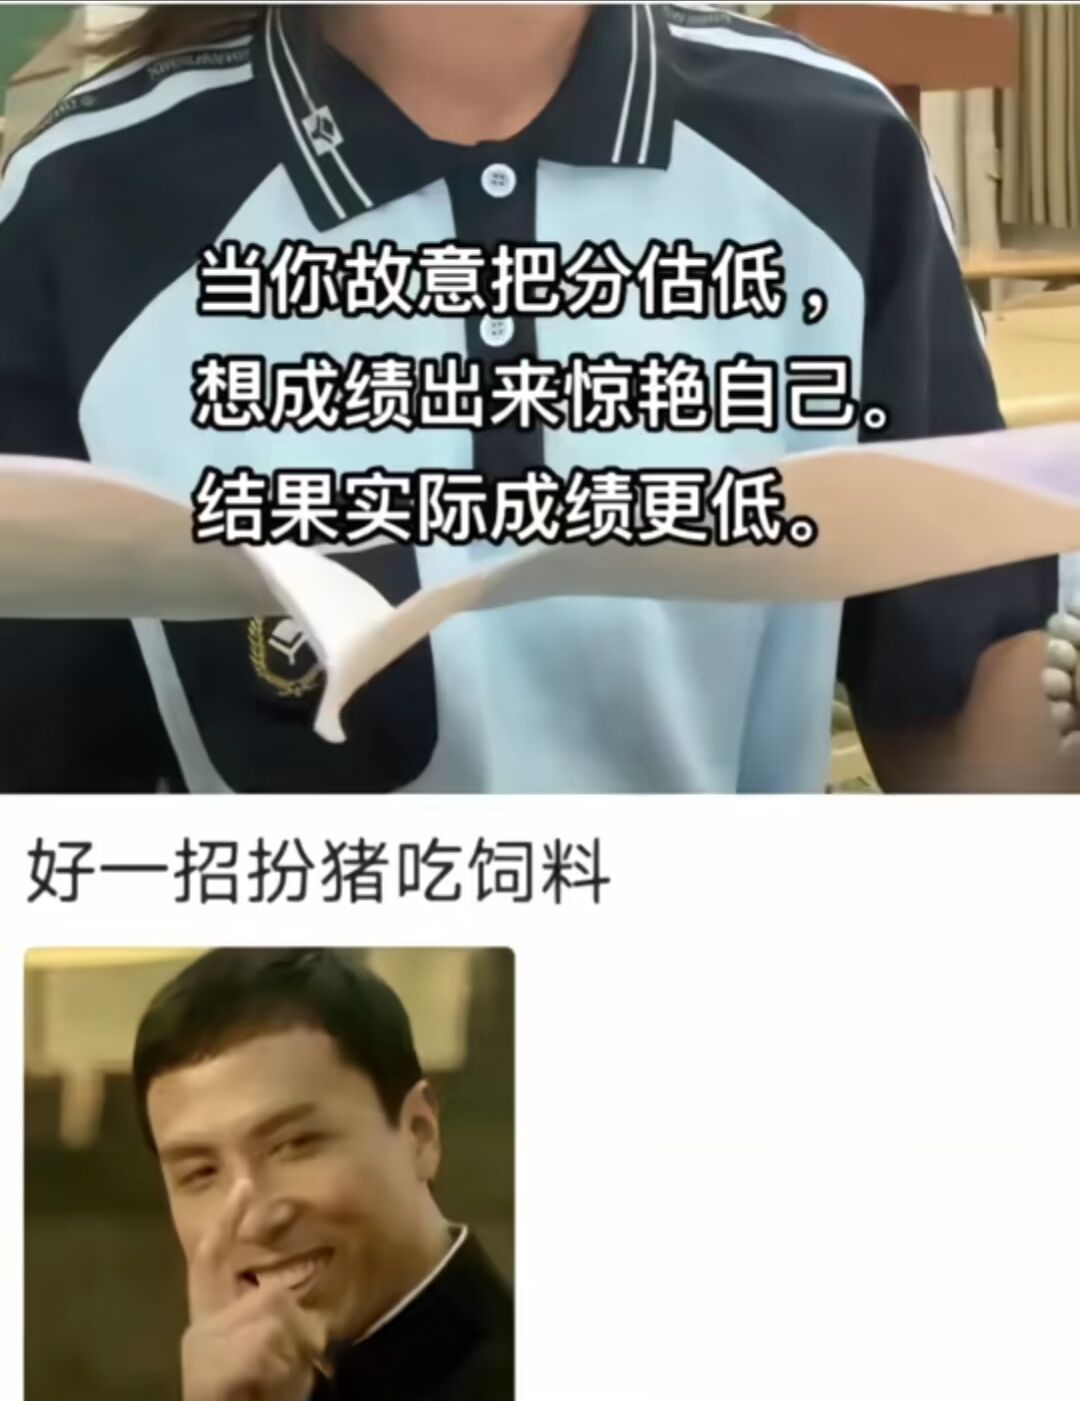 当你故意把分估低，
想成绩出来惊艳自己。
结果实际成绩更低。
好一招扮猪吃饲料